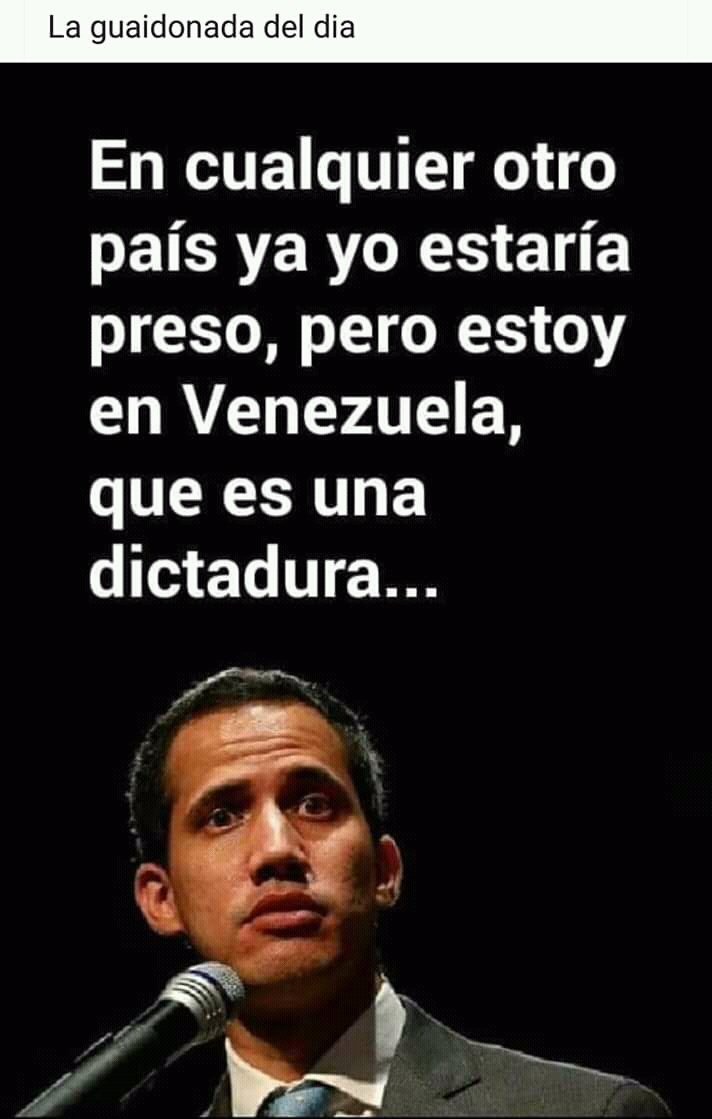 La guaidonada del dia
En cualquier otro
país ya yo estaría
preso, pero estoy
en Venezuela,
que es una
dictadura...